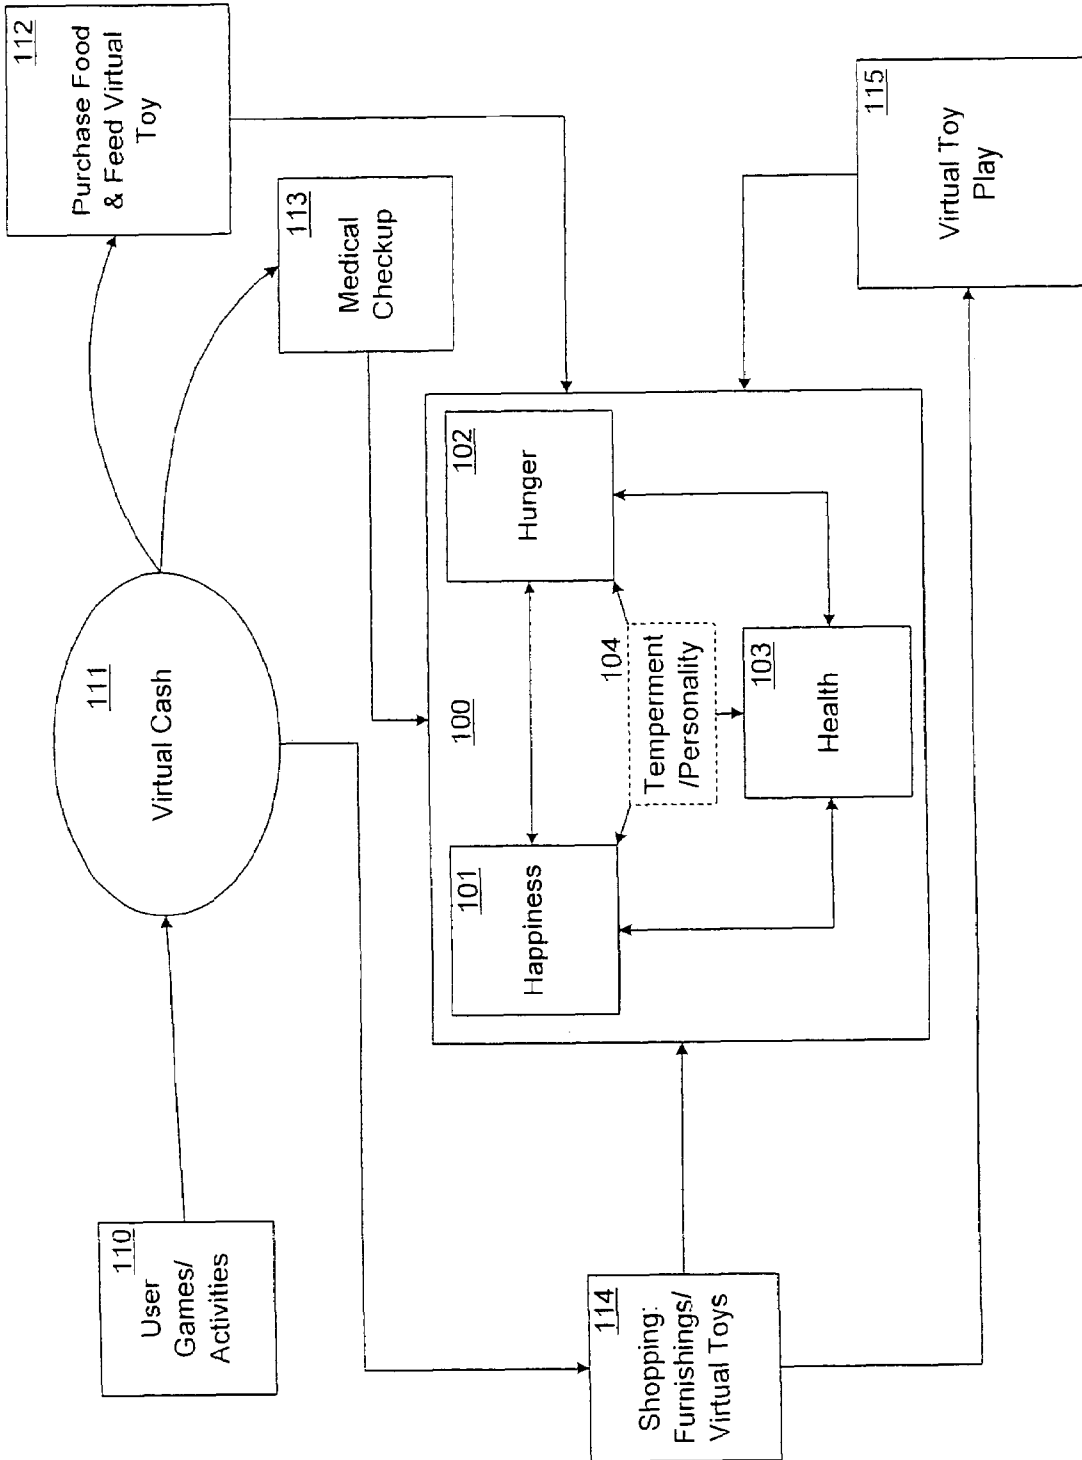 110
User
Games/
Activities
111
Virtual Cash
112
Purchase Food
& Feed Virtual
Toy
113
Medical
Checkup
114
Shopping:
Furnishings/
Virtual Toys
100
101
Happiness
102
Hunger
104
Temperment
/Personality
103
Health
115
Virtual Toy
Play